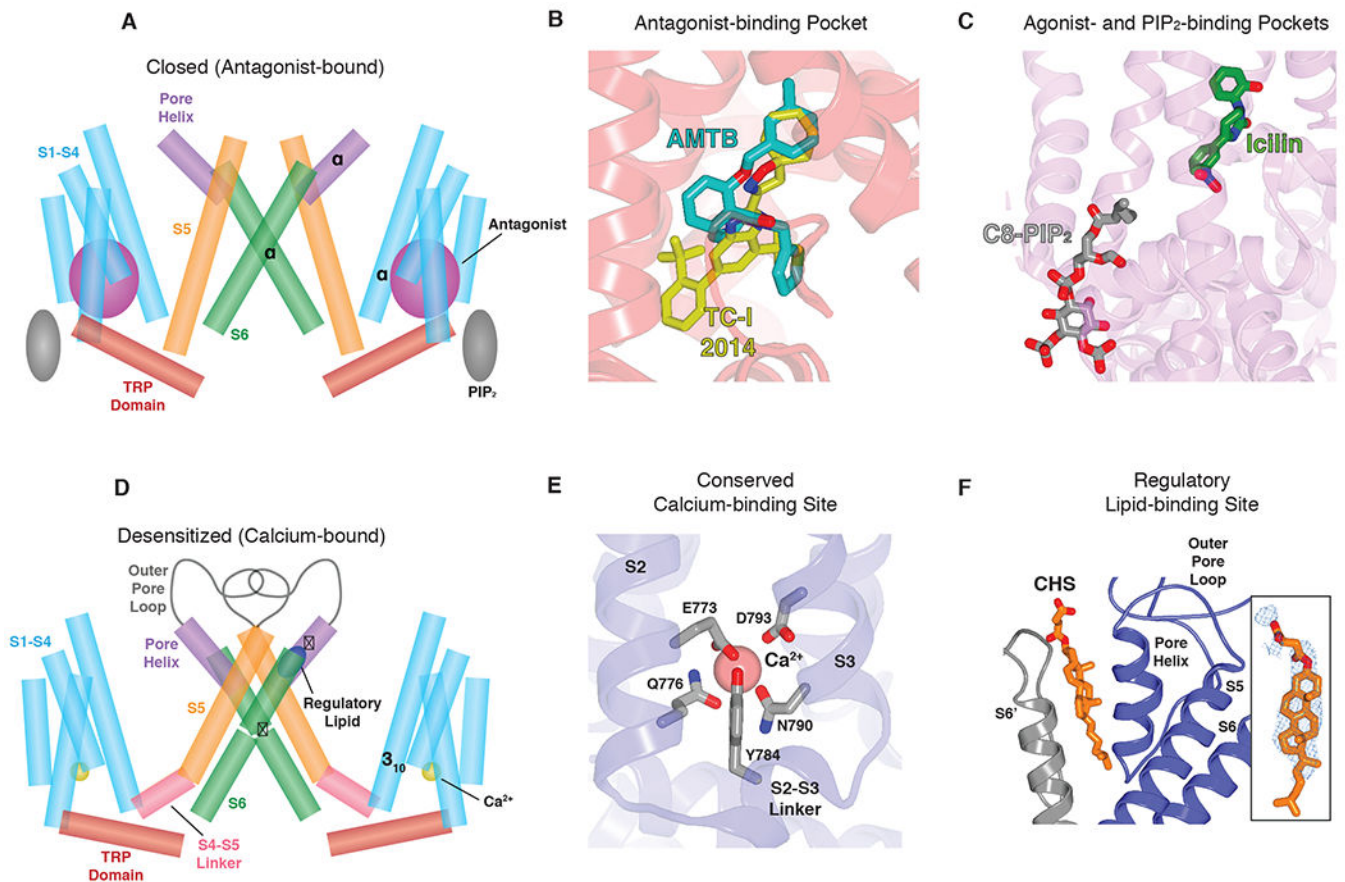 A
Closed (Antagonist-bound)
Pore
Helix
S1-S4
α
S5
Antagonist
α
α
S6
TRP
Domain
PIP₂
B
Antagonist-binding Pocket
AMTB
TC-I
2014
C
Agonist- and PIP₂-binding Pockets
Icilin
C8-PIP₂
D
Desensitized (Calcium-bound)
Outer
Pore
Loop
S1-S4
Pore
Helix
Regulatory
Lipid
S5
3₁₀
S6
Ca²⁺
S4-S5
Linker
TRP
Domain
E
Conserved
Calcium-binding Site
S2
E773
D793
Ca²⁺
S3
Q776
N790
Y784
S2-S3
Linker
F
Regulatory
Lipid-binding Site
Outer
Pore
Loop
CHS
Pore
Helix
S5
S6'
S6